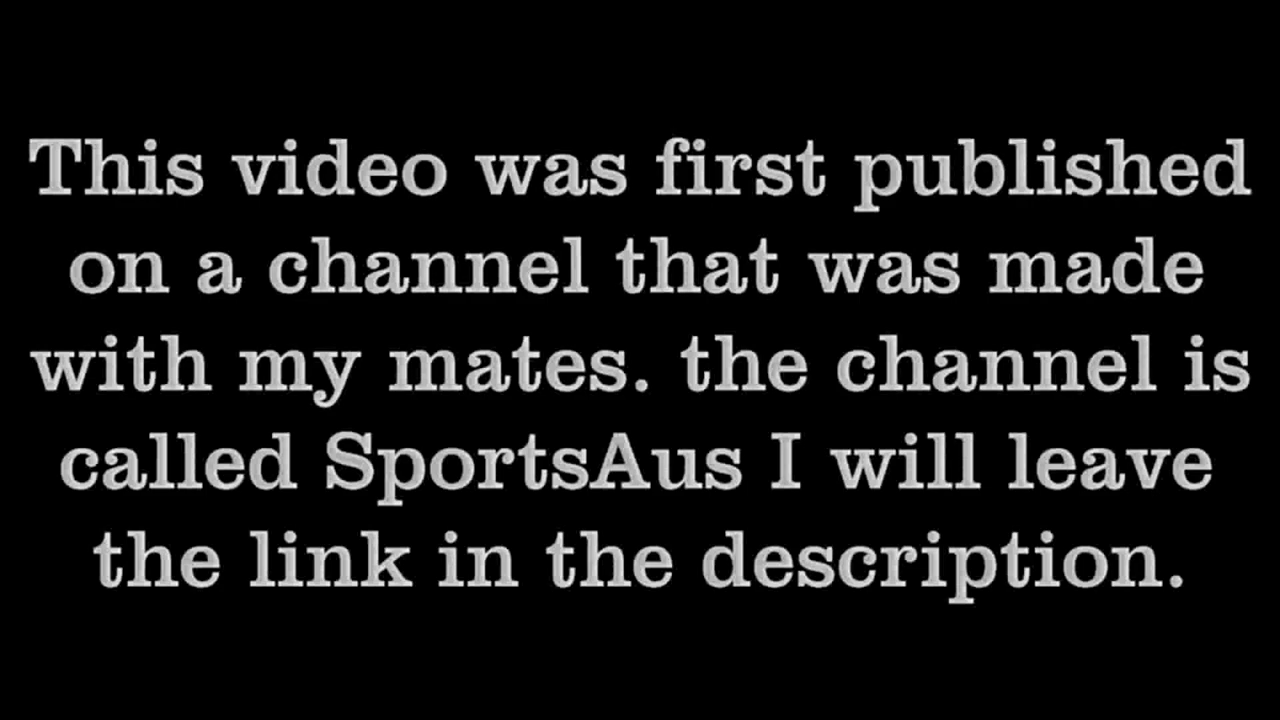 This video was first published
on a channel that was made
with my mates. the channel is
called SportsAus I will leave
the link in the description.